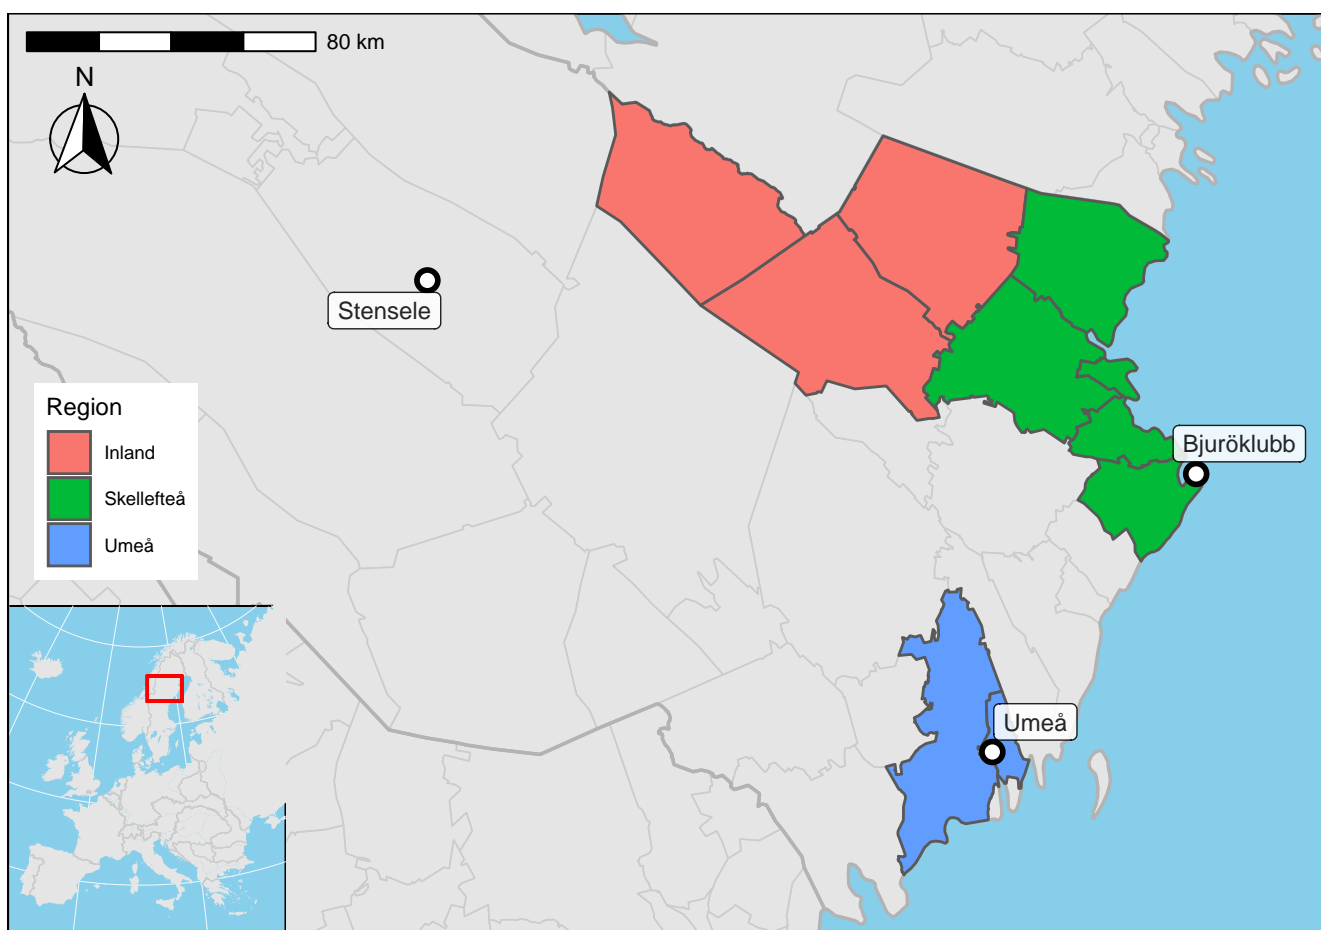 80 km
N
Stensele
Region
Inland
Skellefteå
Umeå
Bjuröklubb
Umeå